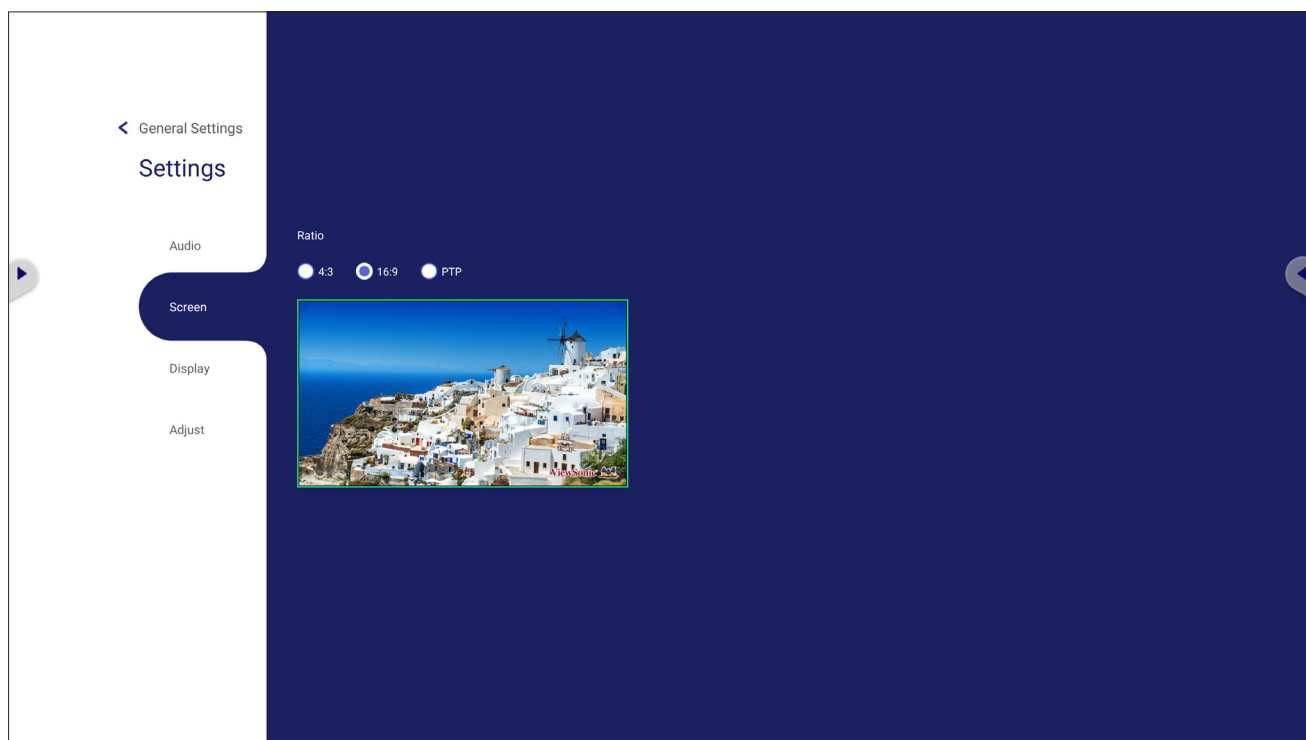 General Settings
Settings
Audio
Screen
Display
Adjust
Ratio
4:3 16:9 PTP
ViewSonic